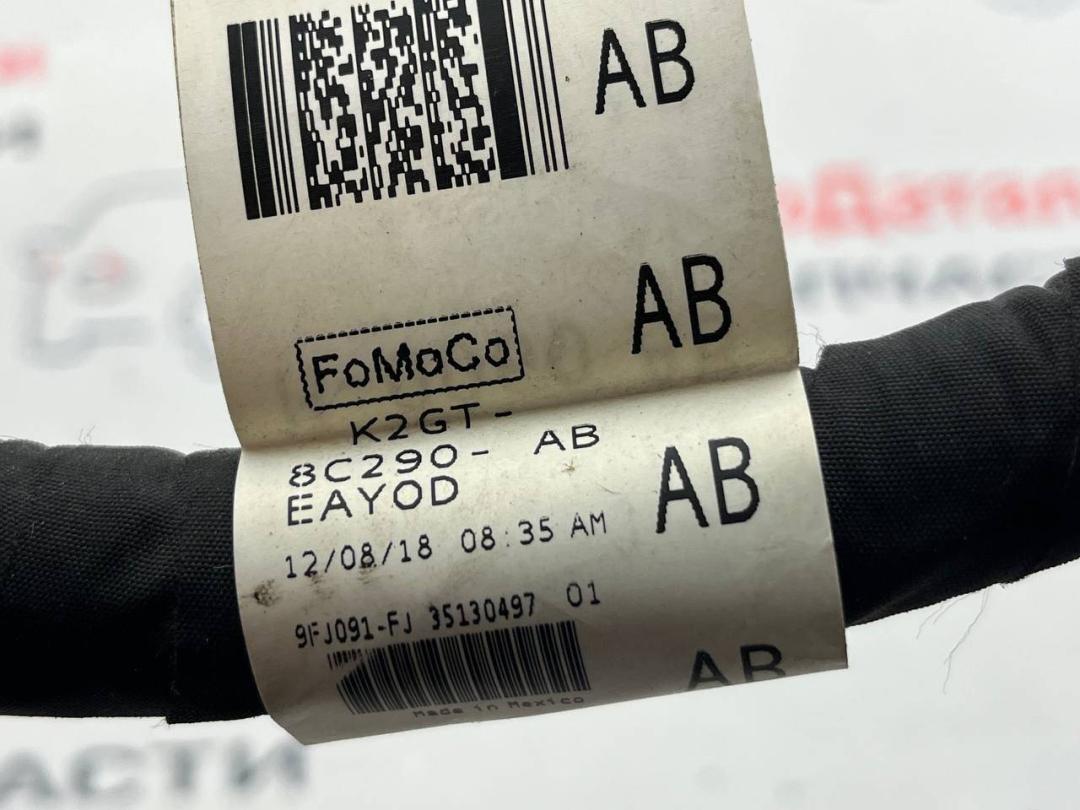 AB
AB
FoMoCo
K2GT-
8C290- AB
EAYOD
AB
12/08/18 08:35 AM
9FJ091-FJ 35130497 01
AB
Made in Mexico
АСТИ